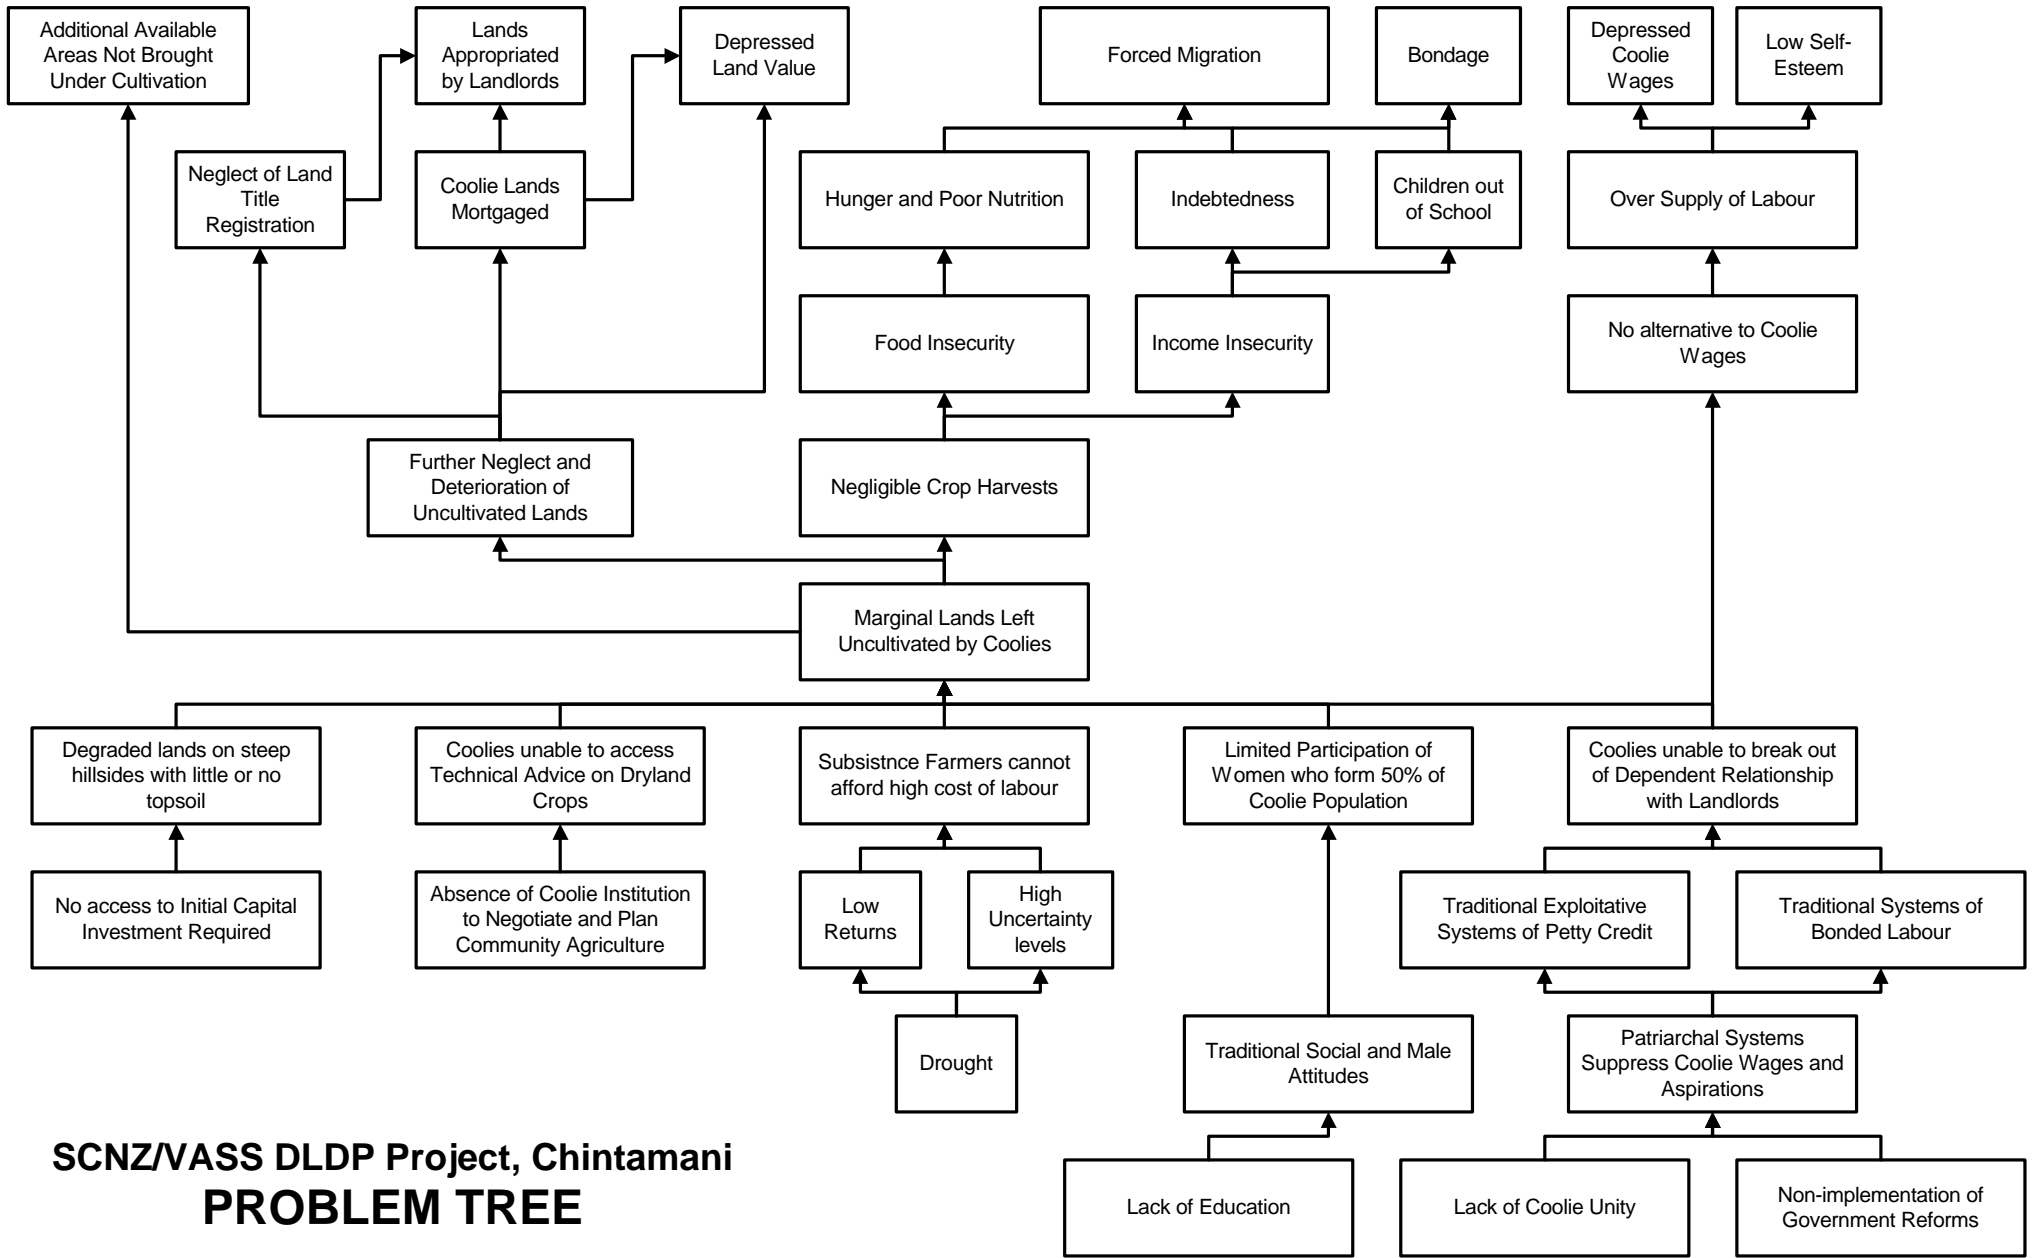 Additional Available
Areas Not Brought
Under Cultivation
Lands
Appropriated
by Landlords
Depressed
Land Value
Forced Migration
Bondage
Depressed
Coolie
Wages
Low Self-
Esteem
Neglect of Land
Title
Registration
Coolie Lands
Mortgaged
Hunger and Poor Nutrition
Indebtedness
Children out
of School
Over Supply of Labour
Food Insecurity
Income Insecurity
No alternative to Coolie
Wages
Further Neglect and
Deterioration of
Uncultivated Lands
Negligible Crop Harvests
Marginal Lands Left
Uncultivated by Coolies
Degraded lands on steep
hillsides with little or no
topsoil
Coolies unable to access
Technical Advice on Dryland
Crops
Subsistnce Farmers cannot
afford high cost of labour
Limited Participation of
Women who form 50% of
Coolie Population
Coolies unable to break out
of Dependent Relationship
with Landlords
No access to Initial Capital
Investment Required
Absence of Coolie Institution
to Negotiate and Plan
Community Agriculture
Low
Returns
High
Uncertainty
levels
Traditional Exploitative
Systems of Petty Credit
Traditional Systems of
Bonded Labour
Drought
Traditional Social and Male
Attitudes
Patriarchal Systems
Suppress Coolie Wages and
Aspirations
Lack of Education
Lack of Coolie Unity
Non-implementation of
Government Reforms
SCNZ/VASS DLDP Project, Chintamani
PROBLEM TREE